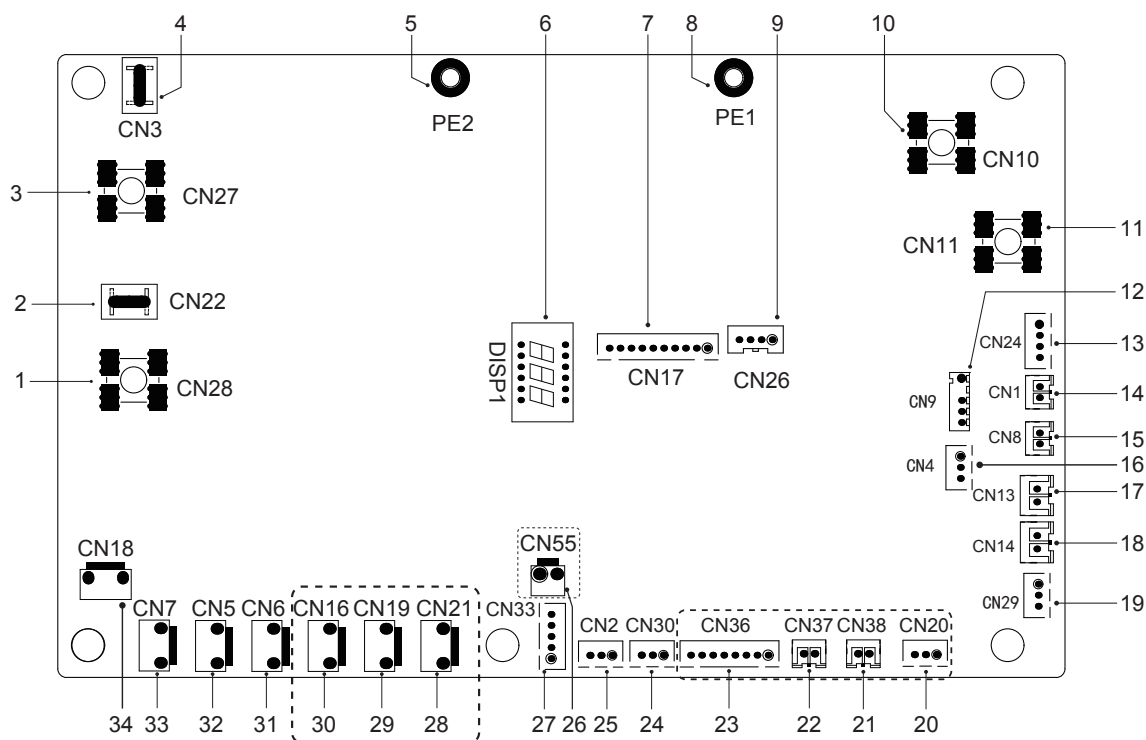 4 5 6 7 8 9 10
CN3 PE2 PE1
CN10
3 CN27
CN11 11
2 CN22
12
CN24 13
DISP1 CN17 CN26
1 CN28
CN1 14
CN9
CN8 15
CN4 16
CN13 17
CN55 CN14 18
CN18
CN29 19
CN7 CN5 CN6 CN16 CN19 CN21 CN33 CN2 CN30 CN36 CN37 CN38 CN20
34 33 32 31 30 29 28 27 26 25 24 23 22 21 20